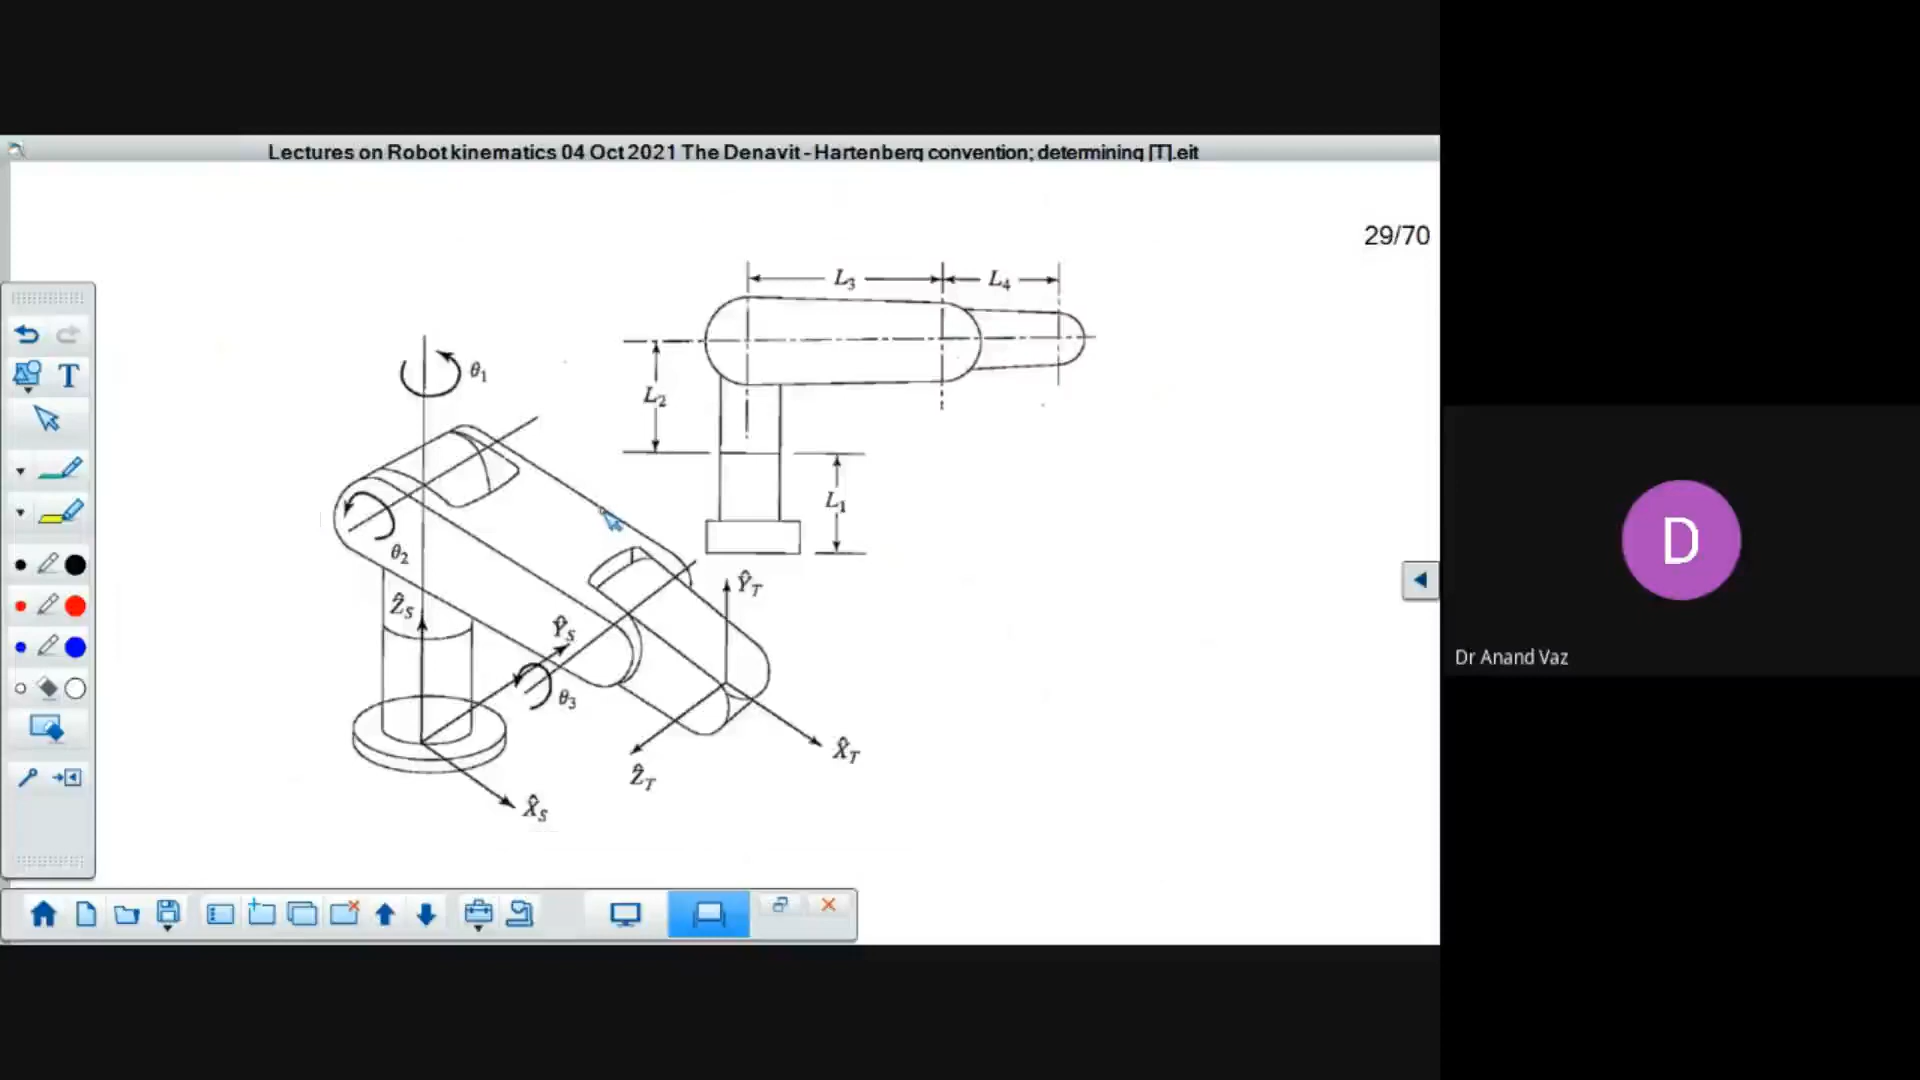 Lectures on Robot kinematics 04 Oct 2021 The Denavit - Hartenberg convention; determining [T].eit
29/70
L3
L4
θ1
L2
L1
θ2
ŶT
ẐS
ŶS
θ3
X̂T
ẐT
X̂S
T
D
Dr Anand Vaz